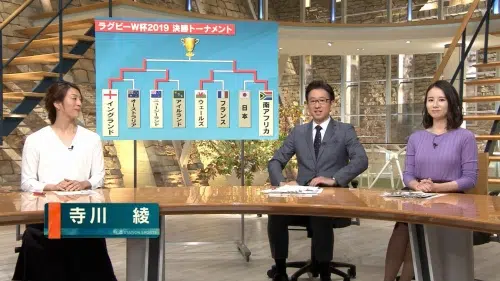 ラグビーW杯2019 決勝トーナメント
イングランド
オーストラリア
ニュージーランド
アイルランド
ウェールズ
フランス
日本
南アフリカ
寺川 綾